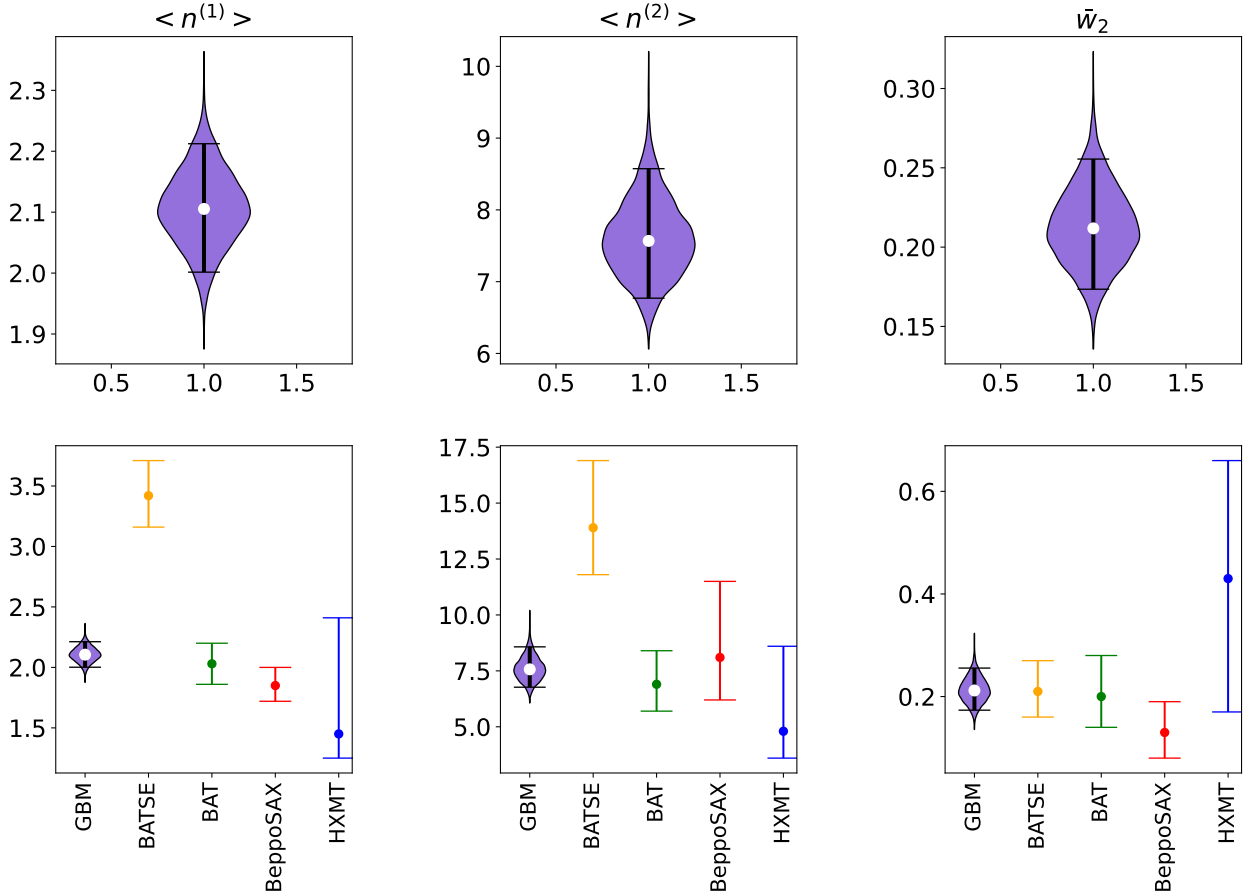 < n^{(1)} >
2.3
2.2
2.1
2.0
1.9
0.5 1.0 1.5
< n^{(2)} >
10
9
8
7
6
0.5 1.0 1.5
w̄₂
0.30
0.25
0.20
0.15
0.5 1.0 1.5
3.5
3.0
2.5
2.0
1.5
GBM
BATSE
BAT
BeppoSAX
HXMT
17.5
15.0
12.5
10.0
7.5
5.0
GBM
BATSE
BAT
BeppoSAX
HXMT
0.6
0.4
0.2
GBM
BATSE
BAT
BeppoSAX
HXMT